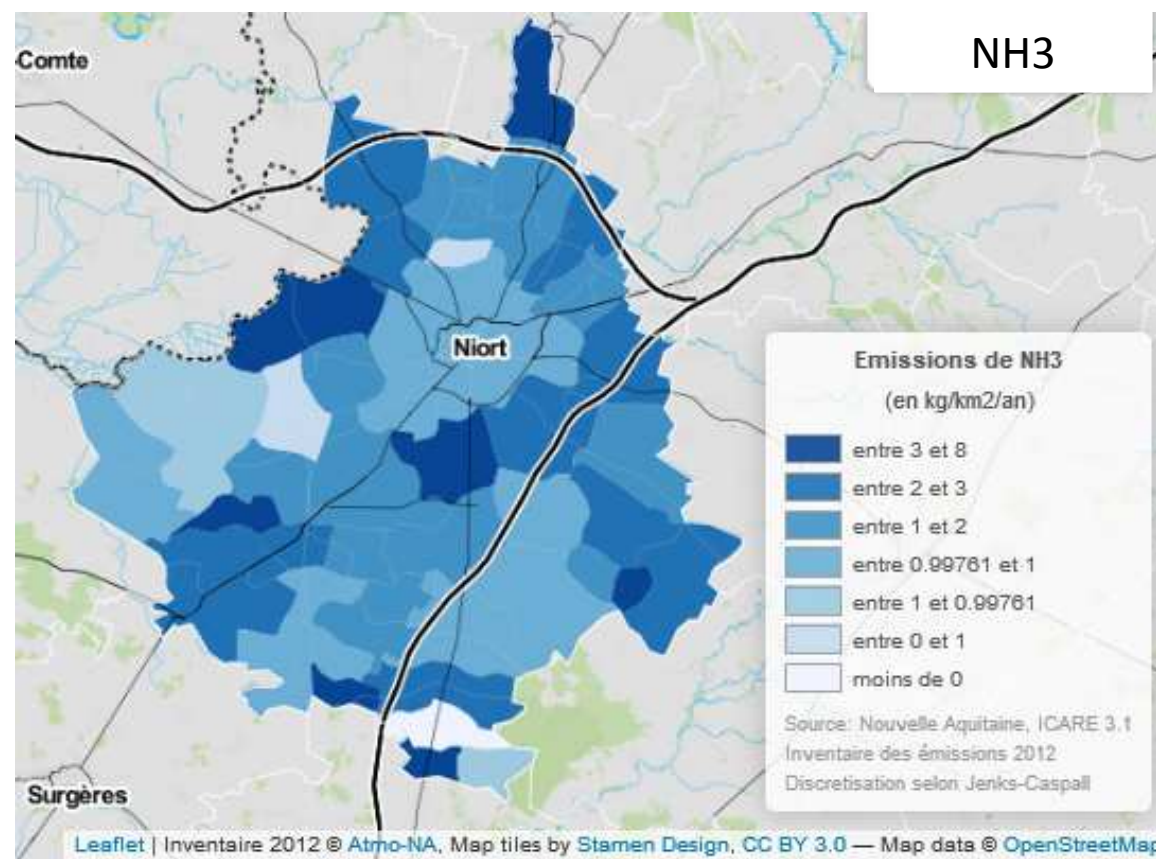 NH3
-Comte
Niort
Emissions de NH3
(en kg/km2/an)
entre 3 et 8
entre 2 et 3
entre 1 et 2
entre 0.99761 et 1
entre 1 et 0.99761
entre 0 et 1
moins de 0
Source: Nouvelle Aquitaine, ICARE 3.1
Inventaire des émissions 2012
Discretisation selon Jenks-Caspall
Surgères
Leaflet | Inventaire 2012 © Atmo-NA, Map tiles by Stamen Design, CC BY 3.0 — Map data © OpenStreetMap